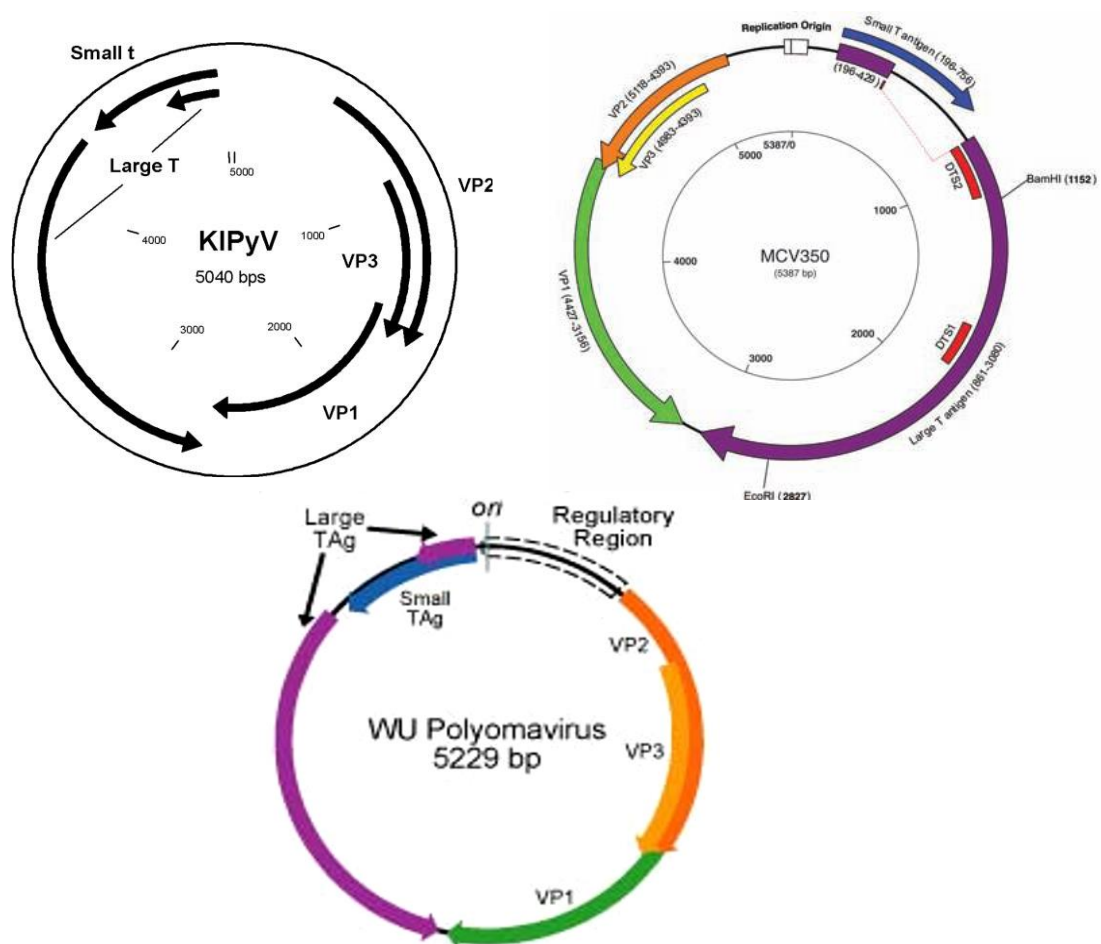 Small t
Large T
5000
VP2
4000
KIPyV
1000
5040 bps
VP3
3000
2000
VP1
Replication Origin
Small T antigen (196-756)
(196-429)
VP2 (5118-4393)
VP3 (4983-4393)
5387/0
5000
DTS2
BamHI (1152)
1000
MCV350
(5387 bp)
4000
VP1 (4427-3156)
2000
DTS1
3000
Large T antigen (861-3080)
EcoRI (2827)
Large
TAg
ori
Regulatory
Region
Small
TAg
VP2
WU Polyomavirus
5229 bp
VP3
VP1